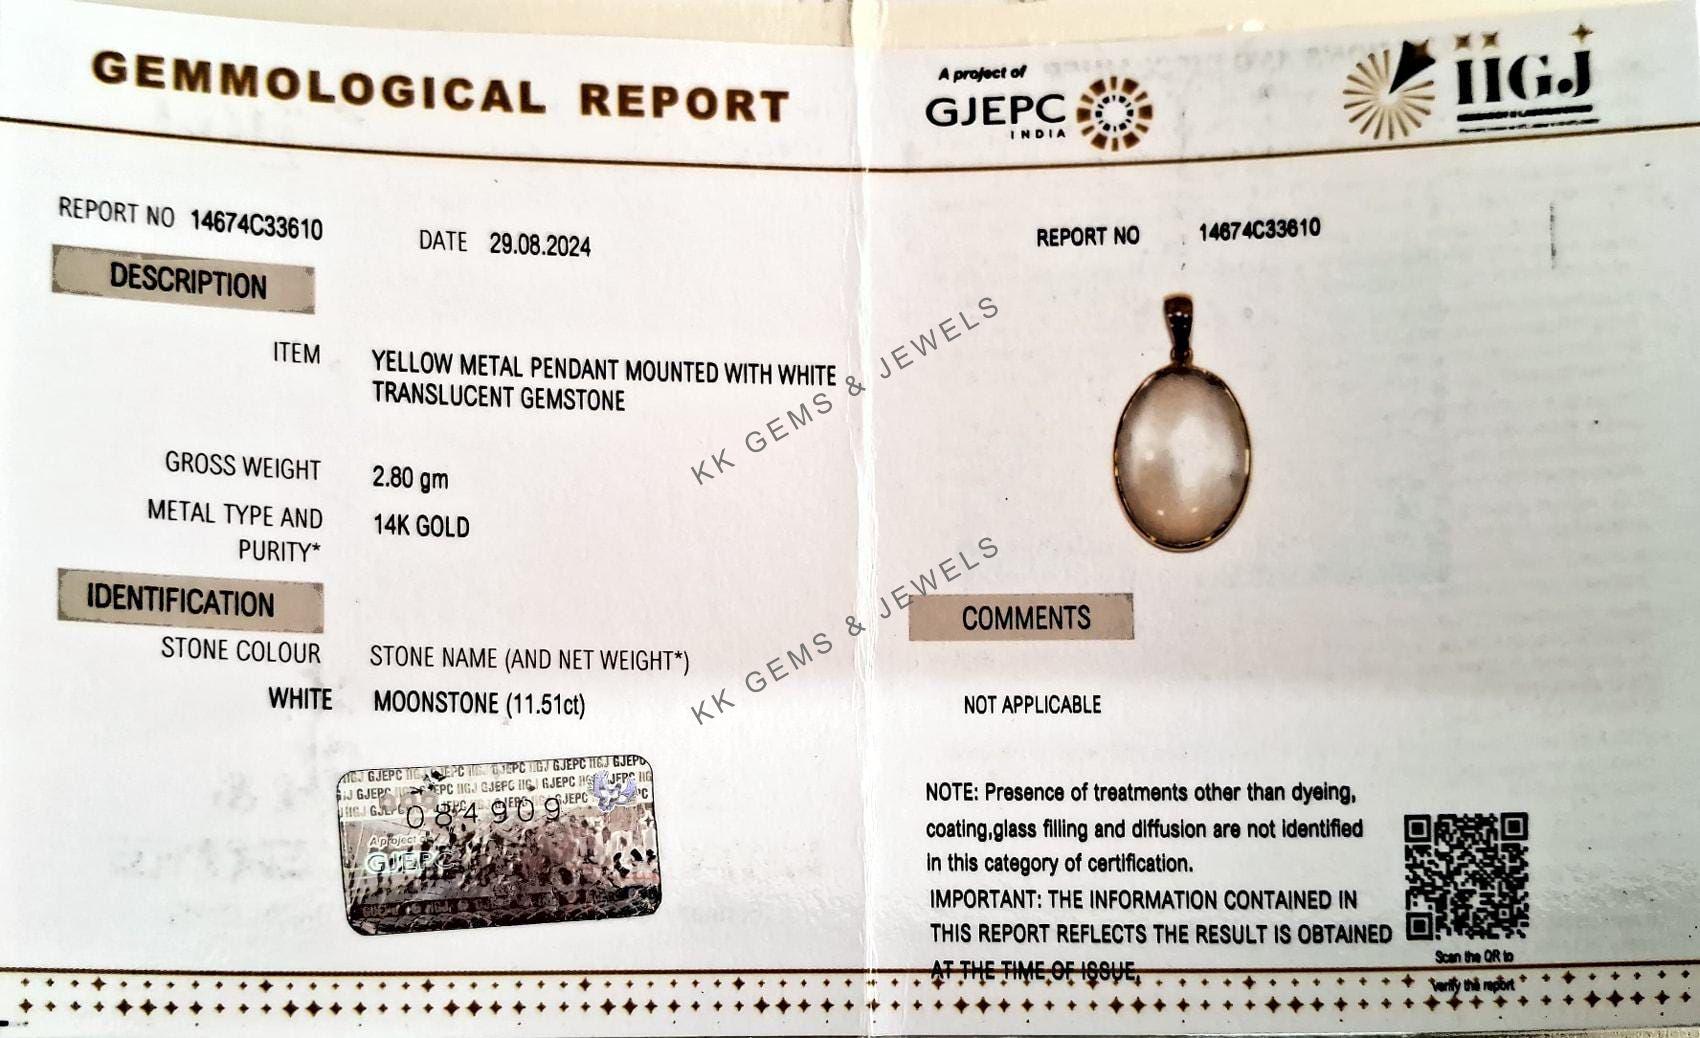 GEMMOLOGICAL REPORT
REPORT NO 14674C33610
DATE 29.08.2024
DESCRIPTION
ITEM YELLOW METAL PENDANT MOUNTED WITH WHITE
TRANSLUCENT GEMSTONE
GROSS WEIGHT 2.80 gm
METAL TYPE AND 14K GOLD
PURITY*
IDENTIFICATION
STONE COLOUR STONE NAME (AND NET WEIGHT*)
WHITE MOONSTONE (11.51ct)
084909
A project of
GJEPC
A project of
GJEPC
INDIA
IIGJ
REPORT NO 14674C33610
KK GEMS & JEWELS
KK GEMS & JEWELS
COMMENTS
NOT APPLICABLE
NOTE: Presence of treatments other than dyeing,
coating,glass filling and diffusion are not identified
in this category of certification.
IMPORTANT: THE INFORMATION CONTAINED IN
THIS REPORT REFLECTS THE RESULT IS OBTAINED
AT THE TIME OF ISSUE,
Scan the QR to
Verify the report